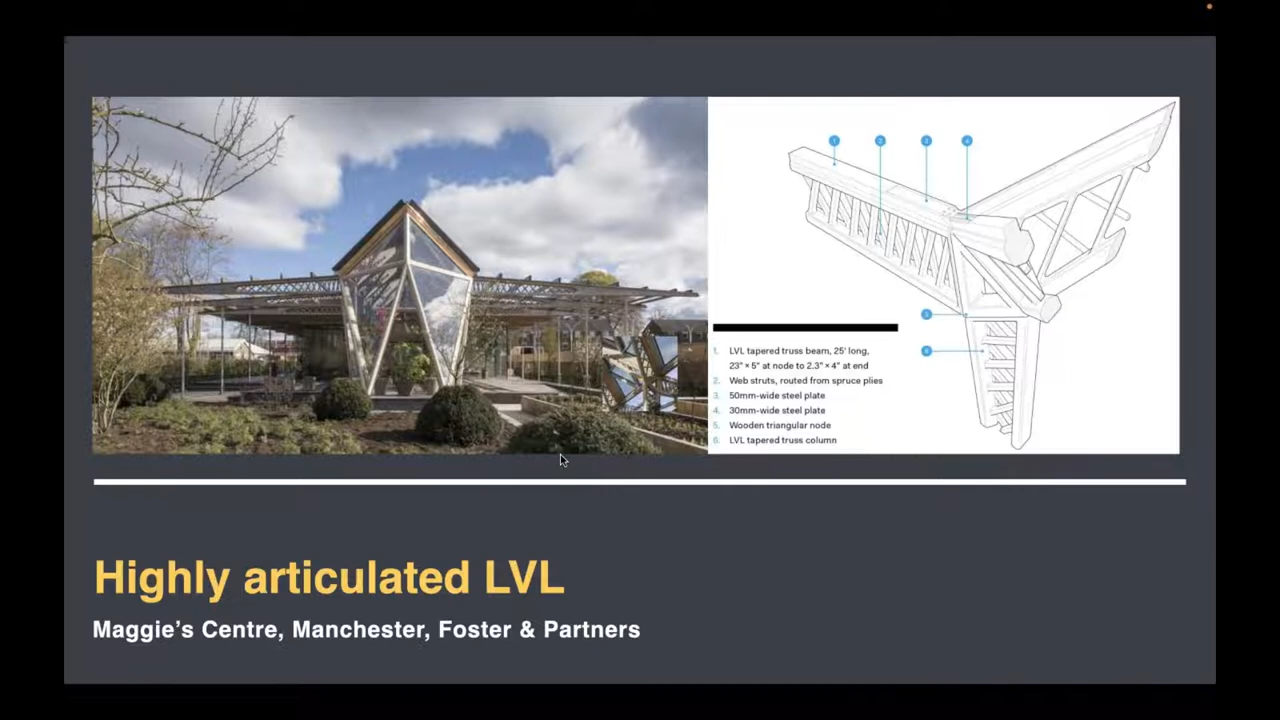 1 2 3 4
5
6
1. LVL tapered truss beam, 25' long,
23" × 5" at node to 2.3" × 4" at end
2. Web struts, routed from spruce plies
3. 50mm-wide steel plate
4. 30mm-wide steel plate
5. Wooden triangular node
6. LVL tapered truss column
Highly articulated LVL
Maggie's Centre, Manchester, Foster & Partners